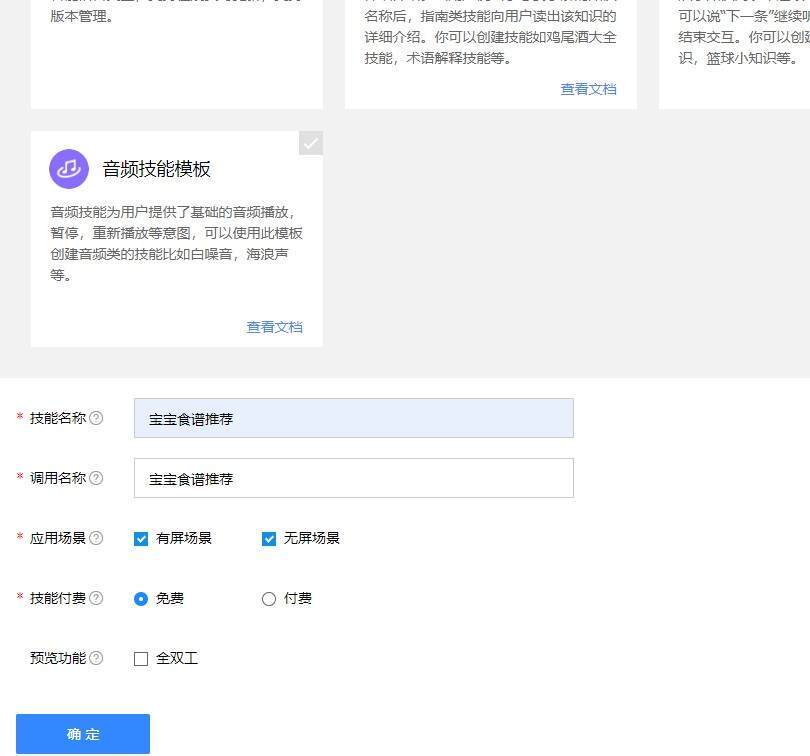 版本管理。
名称后，指南类技能向用户读出该知识的
详细介绍。你可以创建技能如鸡尾酒大全
技能，术语解释技能等。
查看文档
可以说“下一条”继续
结束交互。你可以创
识，篮球小知识等。
音频技能模板
音频技能为用户提供了基础的音频播放，
暂停，重新播放等意图，可以使用此模板
创建音频类的技能比如白噪音，海浪声
等。
查看文档
* 技能名称 ? 宝宝食谱推荐
* 调用名称 ? 宝宝食谱推荐
* 应用场景 ? 有屏场景 无屏场景
* 技能付费 ? 免费 付费
预览功能 ? 全双工
确 定